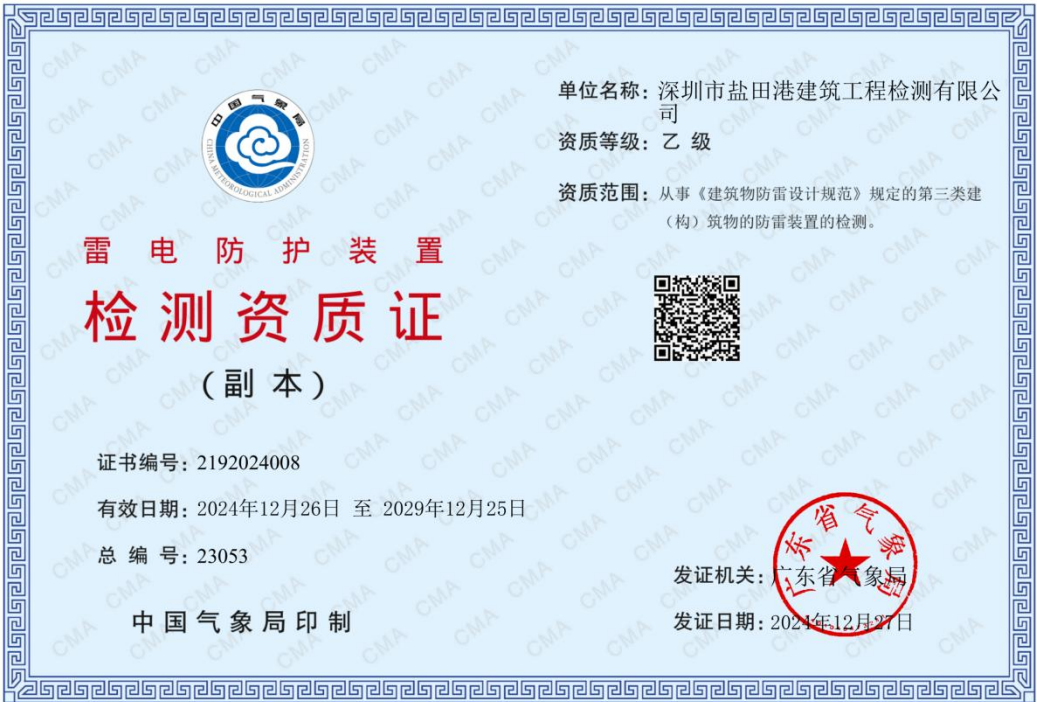 中国气象局
CHINA METEOROLOGICAL ADMINISTRATION
雷电防护装置
检测资质证
（副本）
证书编号：2192024008
有效日期：2024年12月26日 至 2029年12月25日
总 编 号：23053
中国气象局印制
单位名称：深圳市盐田港建筑工程检测有限公
司
资质等级：乙 级
资质范围：从事《建筑物防雷设计规范》规定的第三类建
（构）筑物的防雷装置的检测。
发证机关：广东省气象局
发证日期：2024年12月27日
广东省气象局
CMA